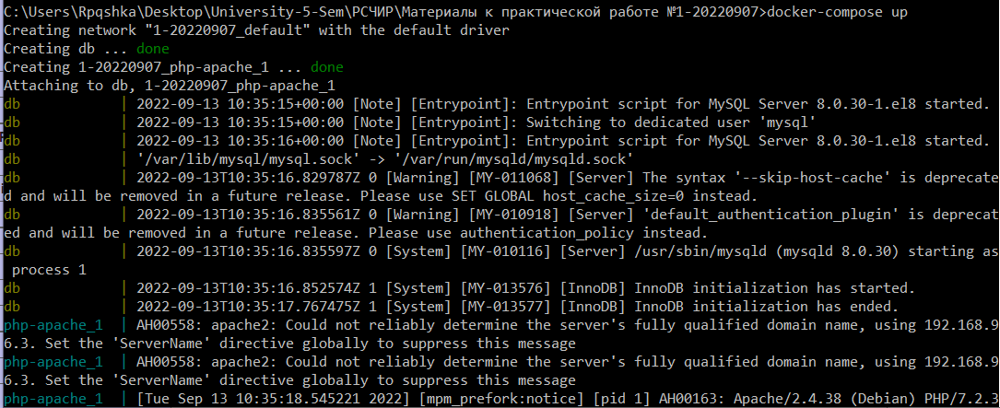 C:\Users\Rpqshka\Desktop\University-5-Sem\РСЧИР\Материалы к практической работе №1-20220907>docker-compose up
Creating network "1-20220907_default" with the default driver
Creating db ... done
Creating 1-20220907_php-apache_1 ... done
Attaching to db, 1-20220907_php-apache_1
db | 2022-09-13 10:35:15+00:00 [Note] [Entrypoint]: Entrypoint script for MySQL Server 8.0.30-1.el8 started.
db | 2022-09-13 10:35:15+00:00 [Note] [Entrypoint]: Switching to dedicated user 'mysql'
db | 2022-09-13 10:35:16+00:00 [Note] [Entrypoint]: Entrypoint script for MySQL Server 8.0.30-1.el8 started.
db | '/var/lib/mysql/mysql.sock' -> '/var/run/mysqld/mysqld.sock'
db | 2022-09-13T10:35:16.829787Z 0 [Warning] [MY-011068] [Server] The syntax '--skip-host-cache' is deprecate
d and will be removed in a future release. Please use SET GLOBAL host_cache_size=0 instead.
db | 2022-09-13T10:35:16.835561Z 0 [Warning] [MY-010918] [Server] 'default_authentication_plugin' is deprecat
ed and will be removed in a future release. Please use authentication_policy instead.
db | 2022-09-13T10:35:16.835597Z 0 [System] [MY-010116] [Server] /usr/sbin/mysqld (mysqld 8.0.30) starting as
process 1
db | 2022-09-13T10:35:16.852574Z 1 [System] [MY-013576] [InnoDB] InnoDB initialization has started.
db | 2022-09-13T10:35:17.767475Z 1 [System] [MY-013577] [InnoDB] InnoDB initialization has ended.
php-apache_1 | AH00558: apache2: Could not reliably determine the server's fully qualified domain name, using 192.168.9
6.3. Set the 'ServerName' directive globally to suppress this message
php-apache_1 | AH00558: apache2: Could not reliably determine the server's fully qualified domain name, using 192.168.9
6.3. Set the 'ServerName' directive globally to suppress this message
php-apache_1 | [Tue Sep 13 10:35:18.545221 2022] [mpm_prefork:notice] [pid 1] AH00163: Apache/2.4.38 (Debian) PHP/7.2.3